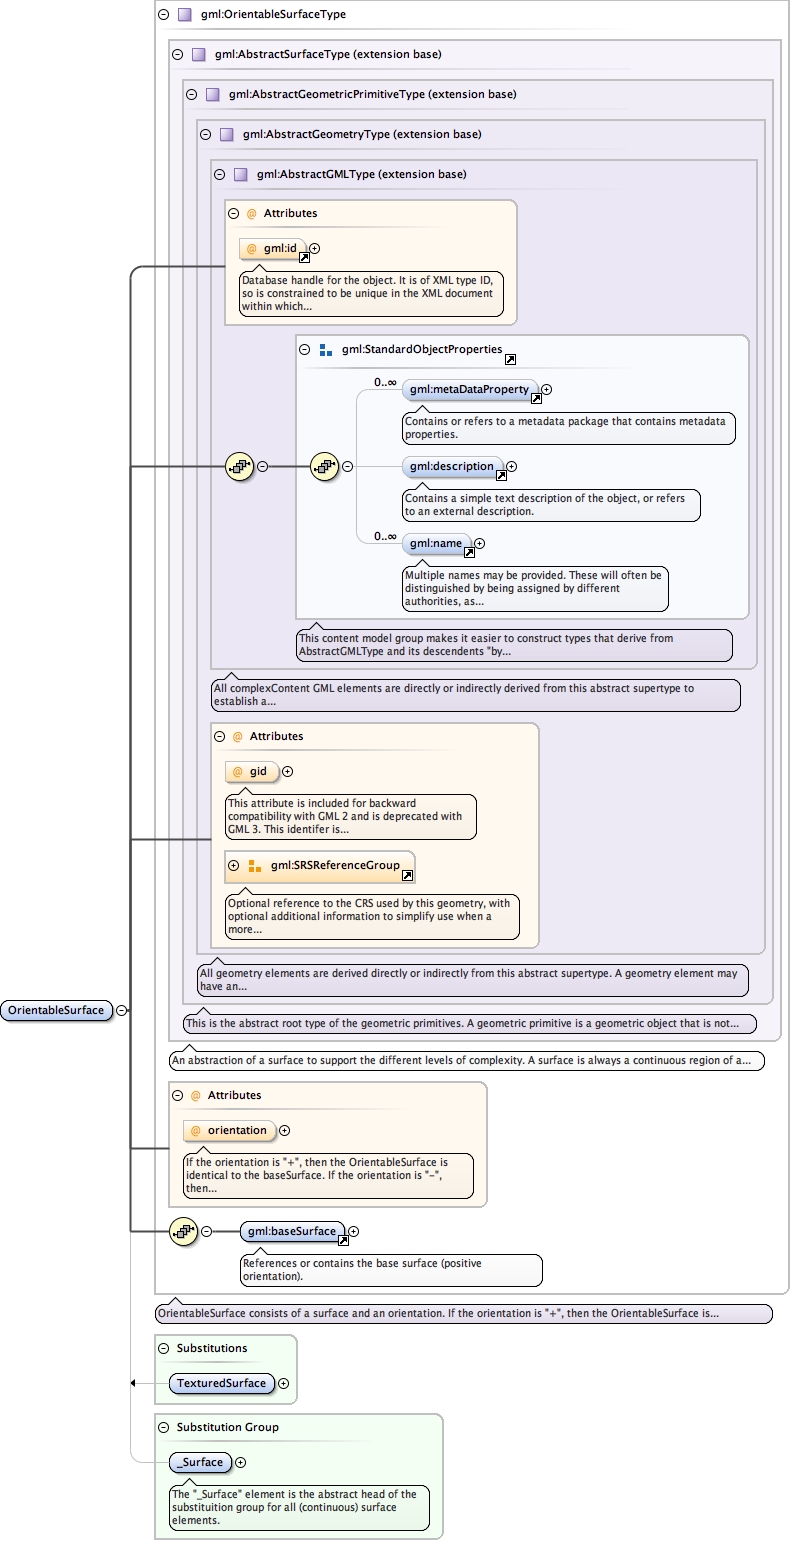 gml:OrientableSurfaceType
gml:AbstractSurfaceType (extension base)
gml:AbstractGeometricPrimitiveType (extension base)
gml:AbstractGeometryType (extension base)
gml:AbstractGMLType (extension base)
@ Attributes
@ gml:id
Database handle for the object. It is of XML type ID,
so is constrained to be unique in the XML document
within which...
gml:StandardObjectProperties
0..∞
gml:metaDataProperty
Contains or refers to a metadata package that contains metadata
properties.
gml:description
Contains a simple text description of the object, or refers
to an external description.
0..∞
gml:name
Multiple names may be provided. These will often be
distinguished by being assigned by different
authorities, as...
This content model group makes it easier to construct types that derive from
AbstractGMLType and its descendents "by...
All complexContent GML elements are directly or indirectly derived from this abstract supertype to
establish a...
@ Attributes
@ gid
This attribute is included for backward
compatibility with GML 2 and is deprecated with
GML 3. This identifer is...
gml:SRSReferenceGroup
Optional reference to the CRS used by this geometry, with
optional additional information to simplify use when a
more...
All geometry elements are derived directly or indirectly from this abstract supertype. A geometry element may
have an...
OrientableSurface
This is the abstract root type of the geometric primitives. A geometric primitive is a geometric object that is not...
An abstraction of a surface to support the different levels of complexity. A surface is always a continuous region of a...
@ Attributes
@ orientation
If the orientation is "+", then the OrientableSurface is
identical to the baseSurface. If the orientation is "-",
then...
gml:baseSurface
References or contains the base surface (positive
orientation).
OrientableSurface consists of a surface and an orientation. If the orientation is "+", then the OrientableSurface is...
Substitutions
TexturedSurface
Substitution Group
_Surface
The "_Surface" element is the abstract head of the
substituition group for all (continuous) surface
elements.